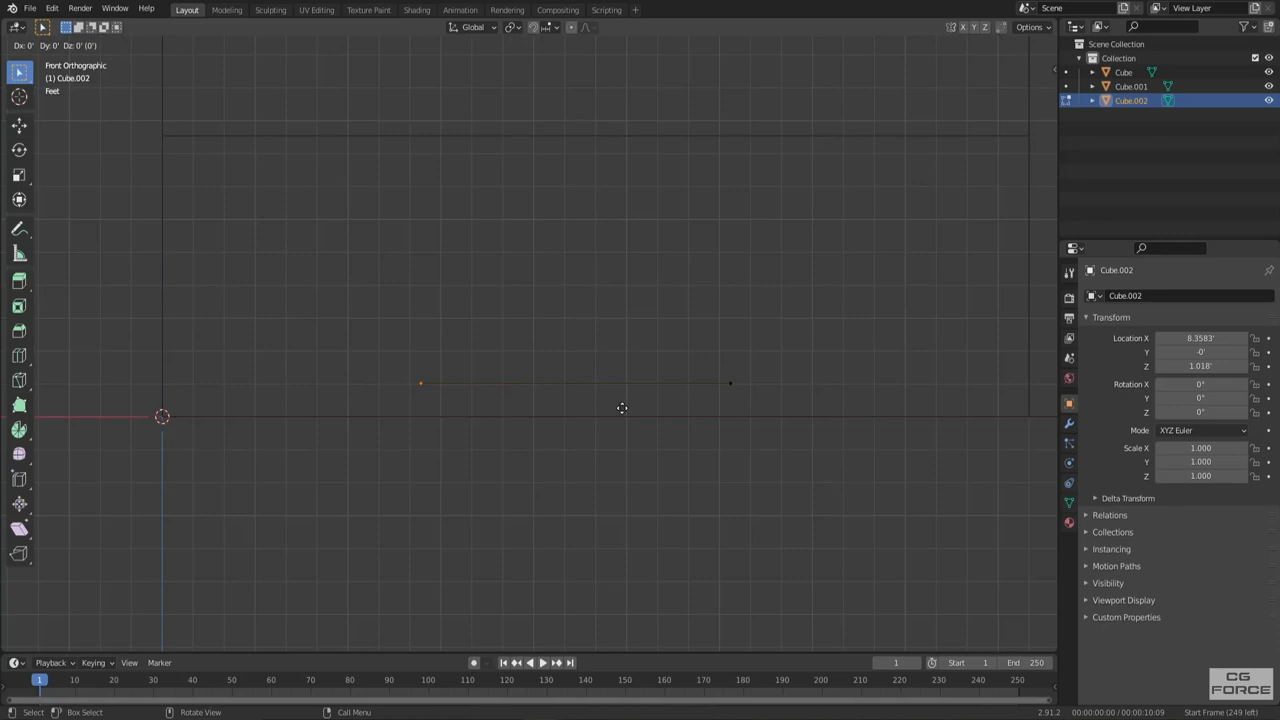 File Edit Render Window Help
Layout Modeling Sculpting UV Editing Texture Paint Shading Animation Rendering Compositing Scripting +
Scene
View Layer
Global
X Y Z
Options
Dx: 0' Dy: 0' Dz: 0' (0')
Front Orthographic
(1) Cube.002
Feet
Scene Collection
Collection
Cube
Cube.001
Cube.002
Cube.002
Cube.002
Transform
Location X 8.3583'
Y -0'
Z 1.018'
Rotation X 0°
Y 0°
Z 0°
Mode XYZ Euler
Scale X 1.000
Y 1.000
Z 1.000
Delta Transform
Relations
Collections
Instancing
Motion Paths
Visibility
Viewport Display
Custom Properties
Playback Keying View Marker
1
Start 1
End 250
1 10 20 30 40 50 60 70 80 90 100 110 120 130 140 150 160 170 180 190 200 210 220 230 240 250
Select
Box Select
Rotate View
Call Menu
2.91.2
00:00:00:00 / 00:00:10:09
Start Frame (249 left)
CG
FORCE